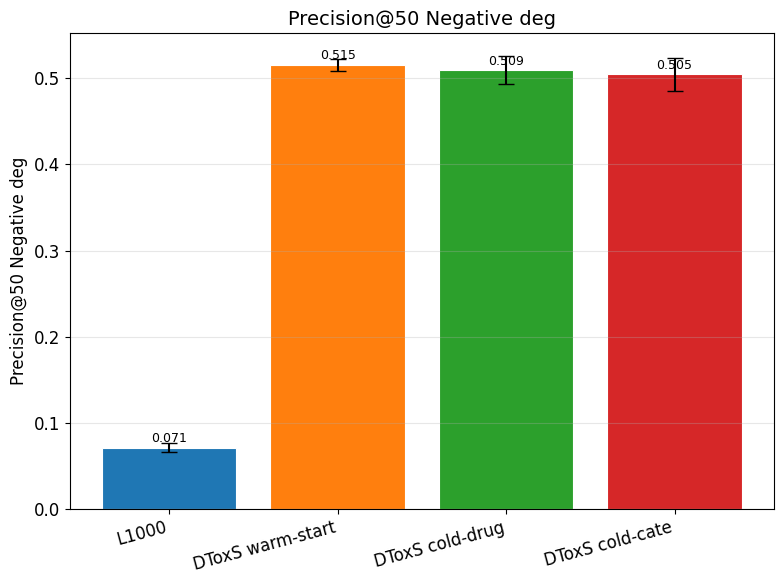 Precision@50 Negative deg
Precision@50 Negative deg
0.5
0.4
0.3
0.2
0.1
0.0
0.071
0.515
0.509
0.505
L1000
DToxS warm-start
DToxS cold-drug
DToxS cold-cate